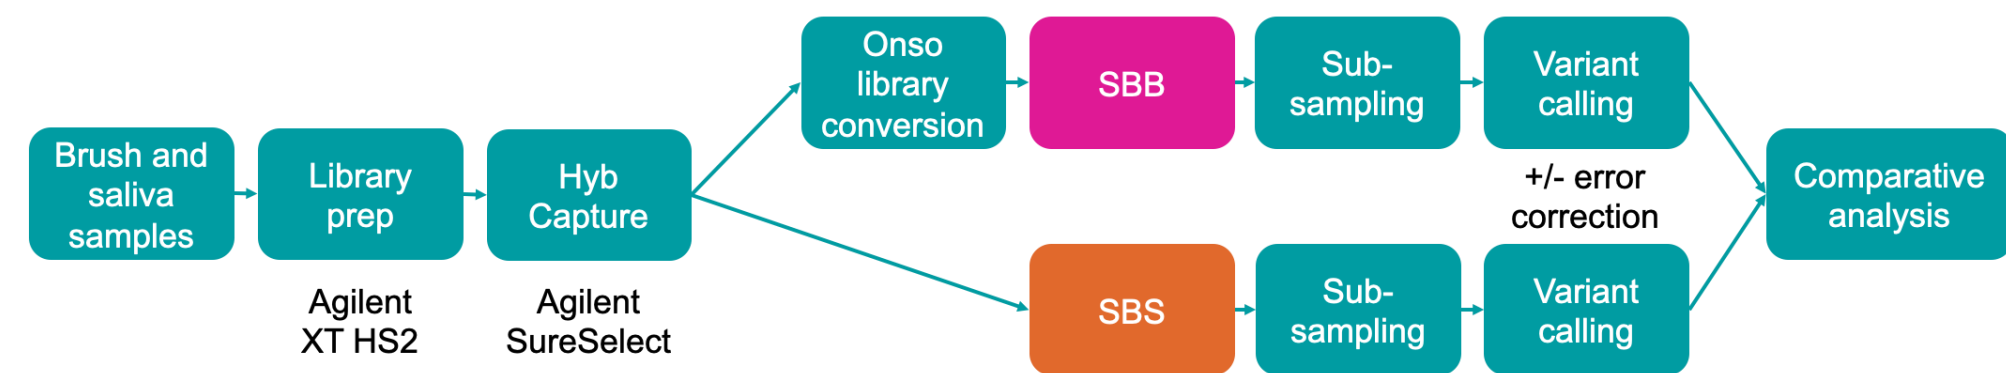 Brush and
saliva
samples
Library
prep
Agilent
XT HS2
Hyb
Capture
Agilent
SureSelect
Onso
library
conversion
SBB
Sub-
sampling
Variant
calling
+/- error
correction
SBS
Sub-
sampling
Variant
calling
Comparative
analysis